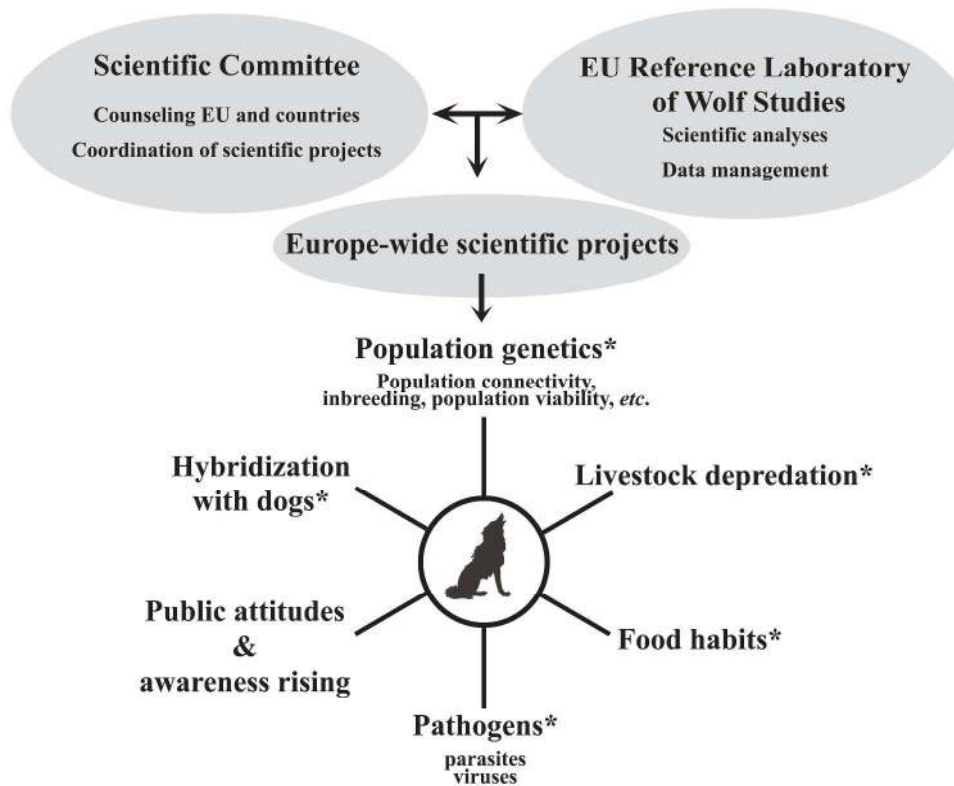 Scientific Committee
Counseling EU and countries
Coordination of scientific projects
EU Reference Laboratory
of Wolf Studies
Scientific analyses
Data management
Europe-wide scientific projects
Population genetics*
Population connectivity,
inbreeding, population viability, etc.
Hybridization
with dogs*
Livestock depredation*
Public attitudes
&
awareness rising
Food habits*
Pathogens*
parasites
viruses